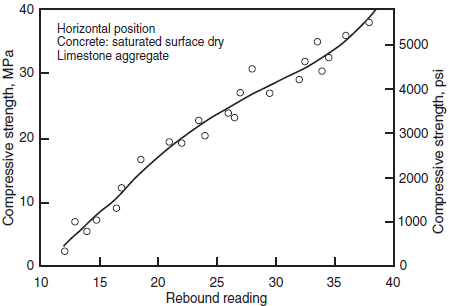 Horizontal position
Concrete: saturated surface dry
Limestone aggregate
Compressive strength, MPa
40
30
20
10
0
5000
4000
3000
2000
1000
0
Compressive strength, psi
10 15 20 25 30 35 40
Rebound reading